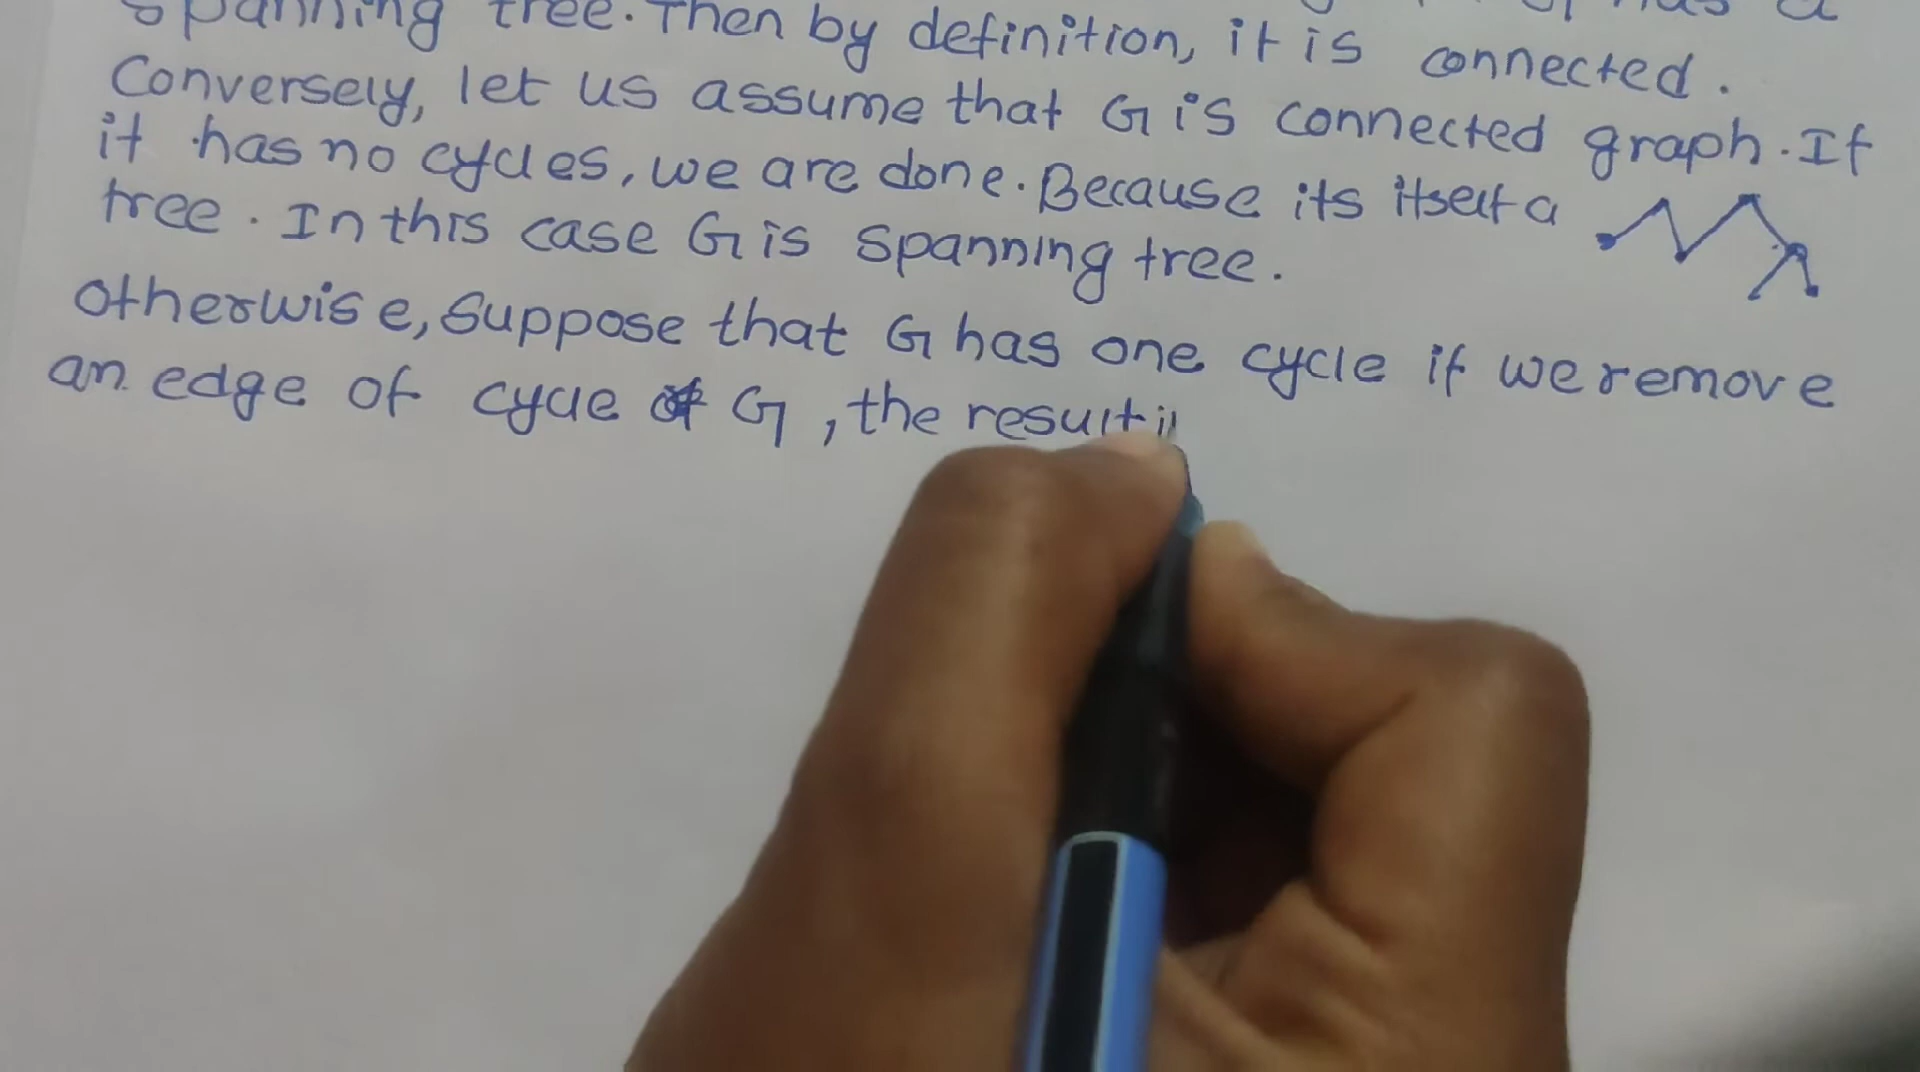 spanning tree. Then by definition, it is connected.
Conversely, let us assume that G is connected graph. If
it has no cycles, we are done. Because its itself a
tree. In this case G is spanning tree.
Otherwise, suppose that G has one cycle if we remove
an edge of cycle of G, the resulti